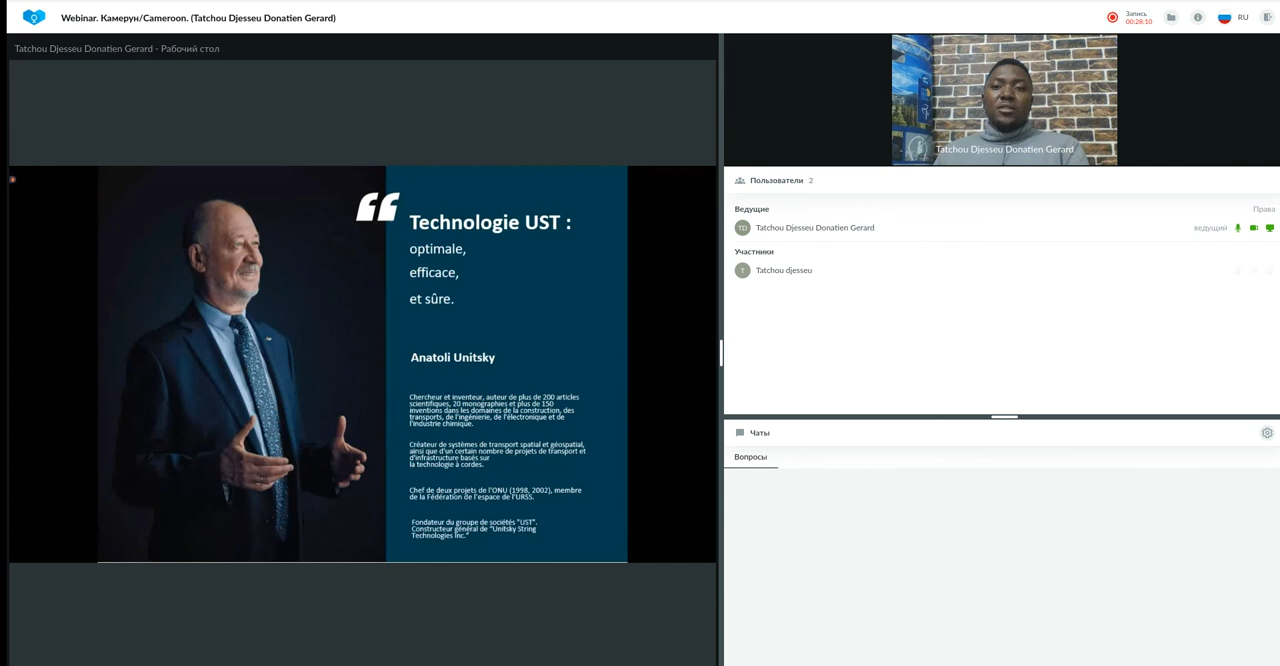 Webinar. Камерун/Cameroon. (Tatchou Djesseu Donatien Gerard)
Запись
00:28:10
RU
Tatchou Djesseu Donatien Gerard - Рабочий стол
Tatchou Djesseu Donatien Gerard
Technologie UST :
optimale,
efficace,
et sûre.
Anatoli Unitsky
Chercheur et inventeur, auteur de plus de 200 articles
scientifiques, 20 monographies et plus de 150
inventions dans les domaines de la construction, des
transports, de l'ingénierie, de l'électronique et de
l'industrie chimique.
Créateur de systèmes de transport spatial et géospatial,
ainsi que d'un certain nombre de projets de transport et
d'infrastructure basés sur
la technologie à cordes.
Chef de deux projets de l'ONU (1998, 2002), membre
de la Fédération de l'espace de l'URSS.
Fondateur du groupe de sociétés "UST".
Constructeur général de "Unitsky String
Technologies Inc."
Пользователи 2
Ведущие Права
TD Tatchou Djesseu Donatien Gerard ведущий
Участники
T Tatchou djesseu
Чаты
Вопросы